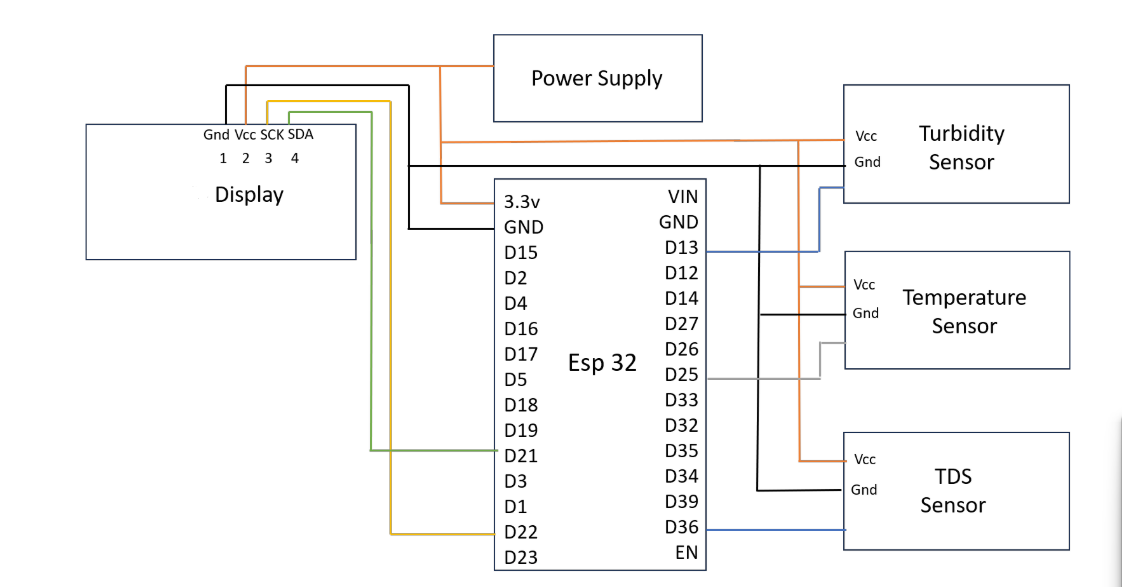 Power Supply
Gnd Vcc SCK SDA
1 2 3 4
Display
Vcc
Gnd
Turbidity
Sensor
3.3v
GND
D15
D2
D4
D16
D17
D5
D18
D19
D21
D3
D1
D22
D23
Esp 32
VIN
GND
D13
D12
D14
D27
D26
D25
D33
D32
D35
D34
D39
D36
EN
Vcc
Gnd
Temperature
Sensor
Vcc
Gnd
TDS
Sensor